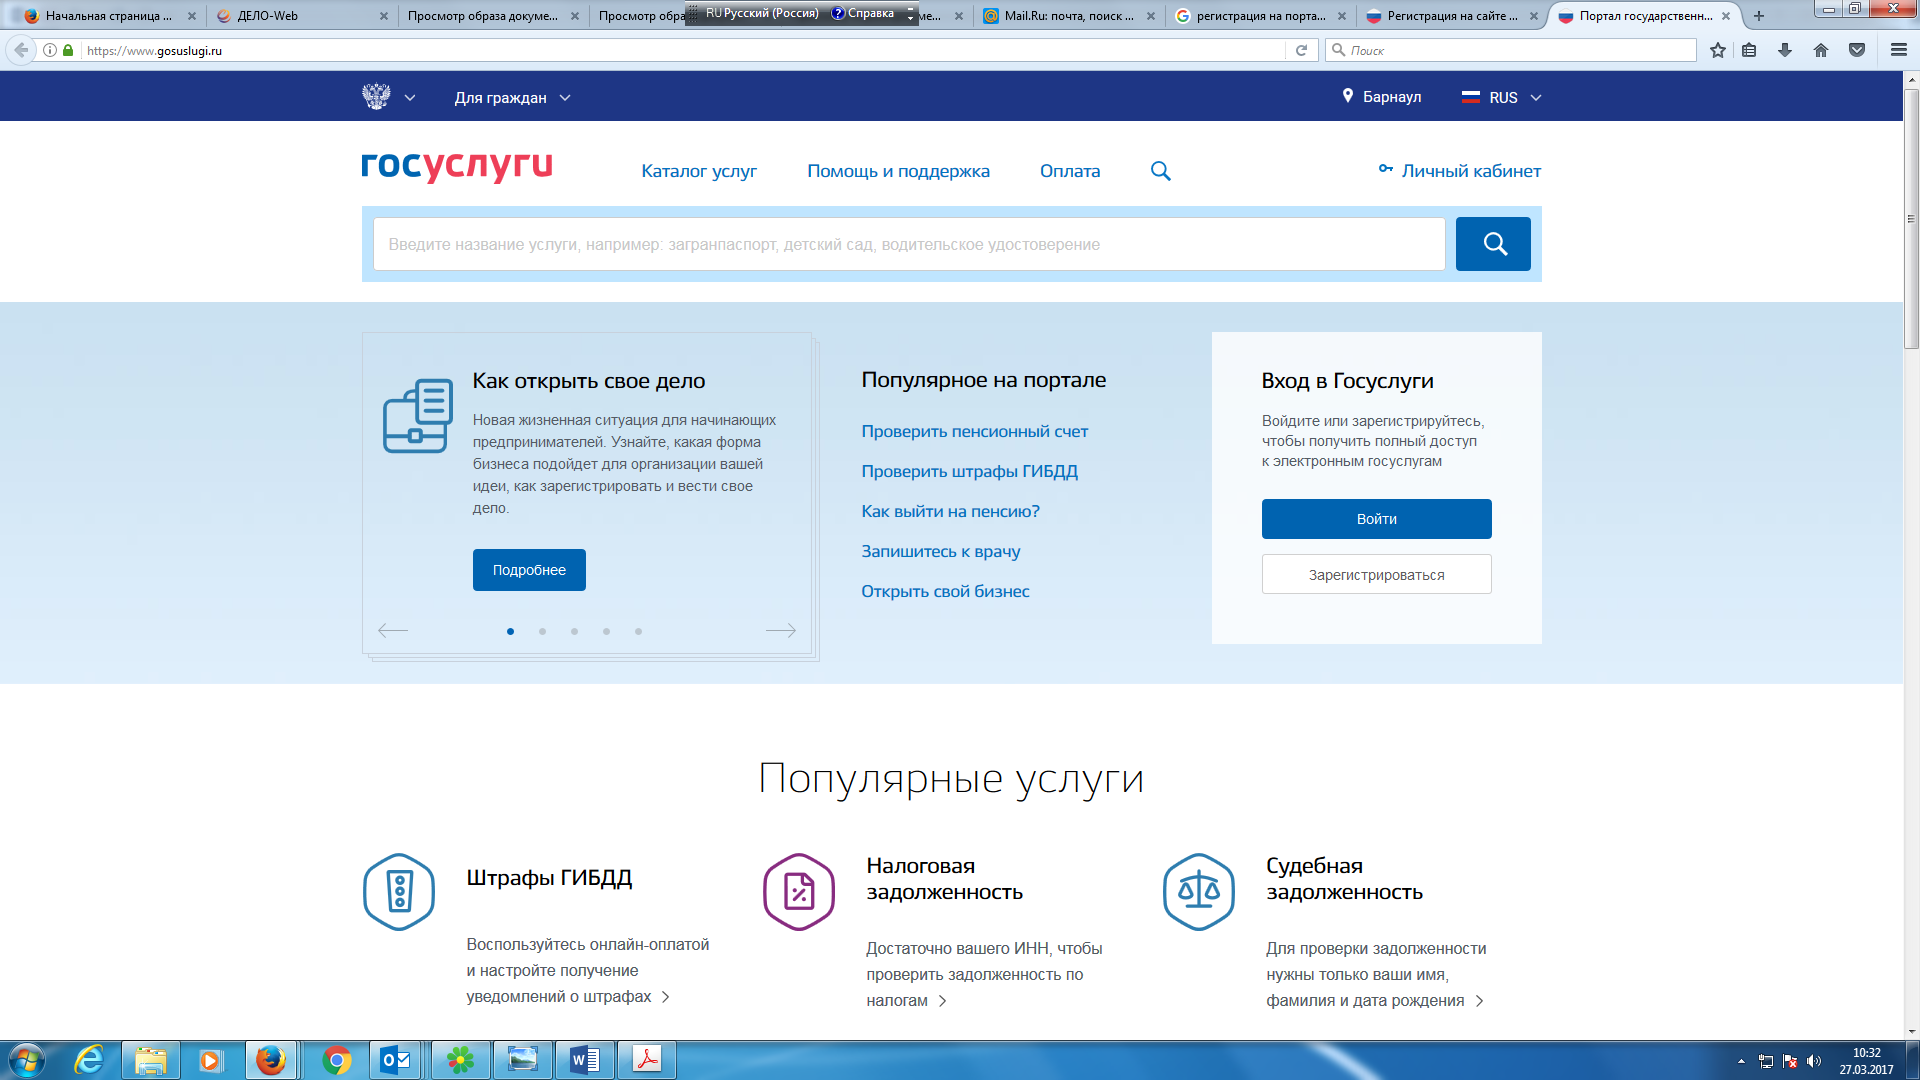 Начальная страница ...
ДЕЛО-Web
Просмотр образа докуме...
Просмотр обра
RU Русский (Россия)
Справка
ме...
Mail.Ru: почта, поиск ...
регистрация на порта...
Регистрация на сайте ...
Портал государственн...
https://www.gosuslugi.ru
Поиск
Для граждан
Барнаул
RUS
госуслуги
Каталог услуг
Помощь и поддержка
Оплата
Личный кабинет
Введите название услуги, например: загранпаспорт, детский сад, водительское удостоверение
Как открыть свое дело
Новая жизненная ситуация для начинающих
предпринимателей. Узнайте, какая форма
бизнеса подойдет для организации вашей
идеи, как зарегистрировать и вести свое
дело.
Подробнее
Популярное на портале
Проверить пенсионный счет
Проверить штрафы ГИБДД
Как выйти на пенсию?
Запишитесь к врачу
Открыть свой бизнес
Вход в Госуслуги
Войдите или зарегистрируйтесь,
чтобы получить полный доступ
к электронным госуслугам
Войти
Зарегистрироваться
Популярные услуги
Штрафы ГИБДД
Воспользуйтесь онлайн-оплатой
и настройте получение
уведомлений о штрафах
Налоговая
задолженность
Достаточно вашего ИНН, чтобы
проверить задолженность по
налогам
Судебная
задолженность
Для проверки задолженности
нужны только ваши имя,
фамилия и дата рождения
10:32
27.03.2017